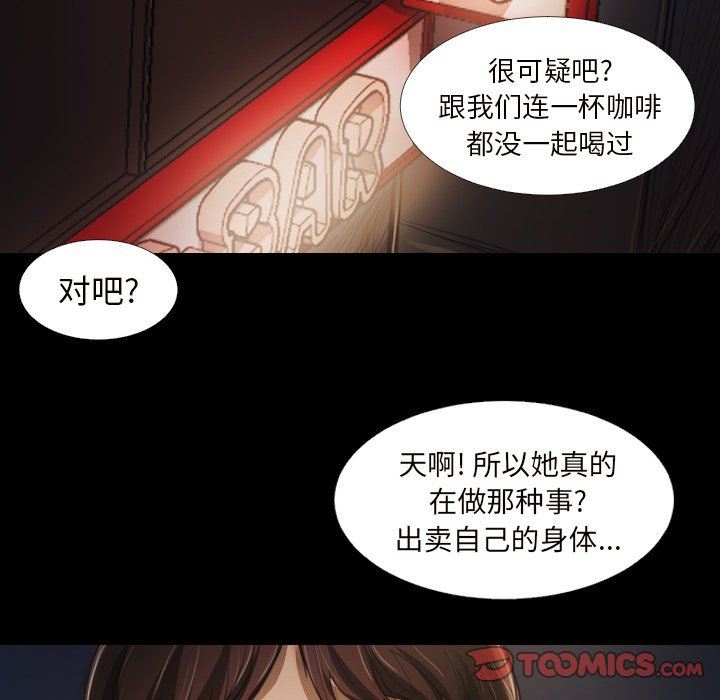 很可疑吧?
跟我们连一杯咖啡
都没一起喝过
BAR
对吧?
天啊! 所以她真的
在做那种事?
出卖自己的身体...
TOOMICS.COM